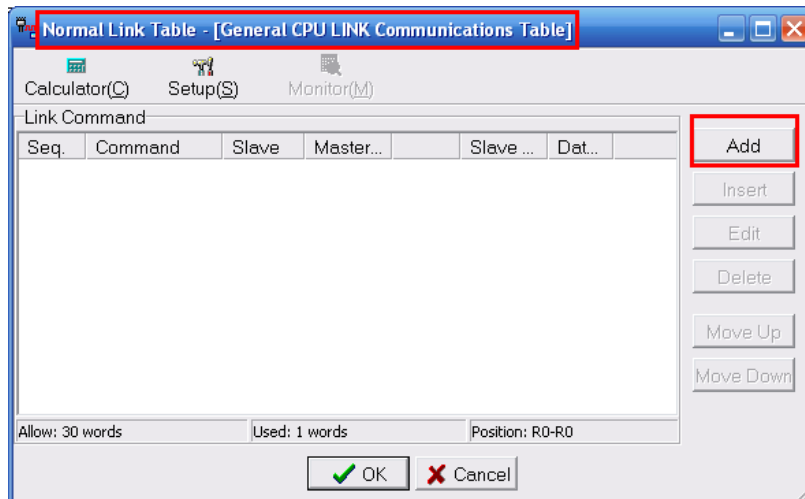 Normal Link Table - [General CPU LINK Communications Table]
Calculator(C) Setup(S) Monitor(M)
Link Command
Seq. Command Slave Master... Slave ... Dat...
Add
Insert
Edit
Delete
Move Up
Move Down
Allow: 30 words Used: 1 words Position: R0-R0
OK Cancel